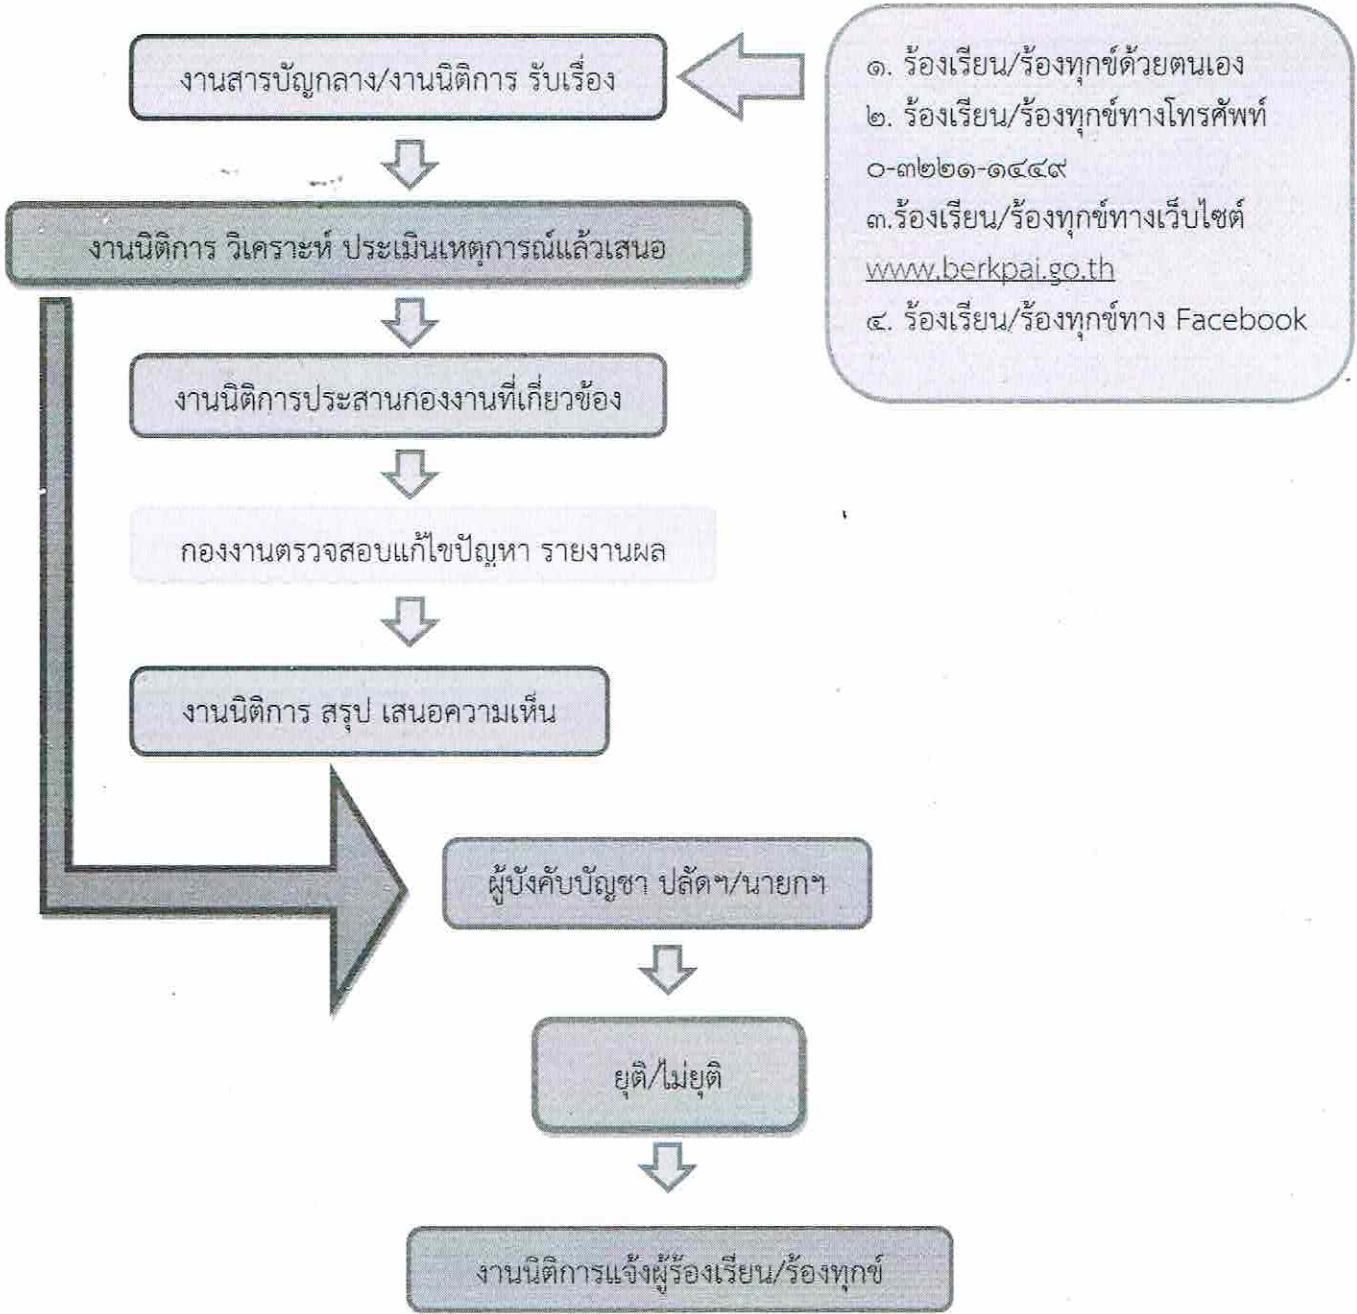 งานสารบัญกลาง/งานนิติการ รับเรื่อง
๑. ร้องเรียน/ร้องทุกข์ด้วยตนเอง
๒. ร้องเรียน/ร้องทุกข์ทางโทรศัพท์
๐-๓๒๒๑-๑๔๔๙
๓.ร้องเรียน/ร้องทุกข์ทางเว็บไซต์
www.berkpai.go.th
๔. ร้องเรียน/ร้องทุกข์ทาง Facebook
งานนิติการ วิเคราะห์ ประเมินเหตุการณ์แล้วเสนอ
งานนิติการประสานกองงานที่เกี่ยวข้อง
กองงานตรวจสอบแก้ไขปัญหา รายงานผล
งานนิติการ สรุป เสนอความเห็น
ผู้บังคับบัญชา ปลัดฯ/นายกฯ
ยุติ/ไม่ยุติ
งานนิติการแจ้งผู้ร้องเรียน/ร้องทุกข์